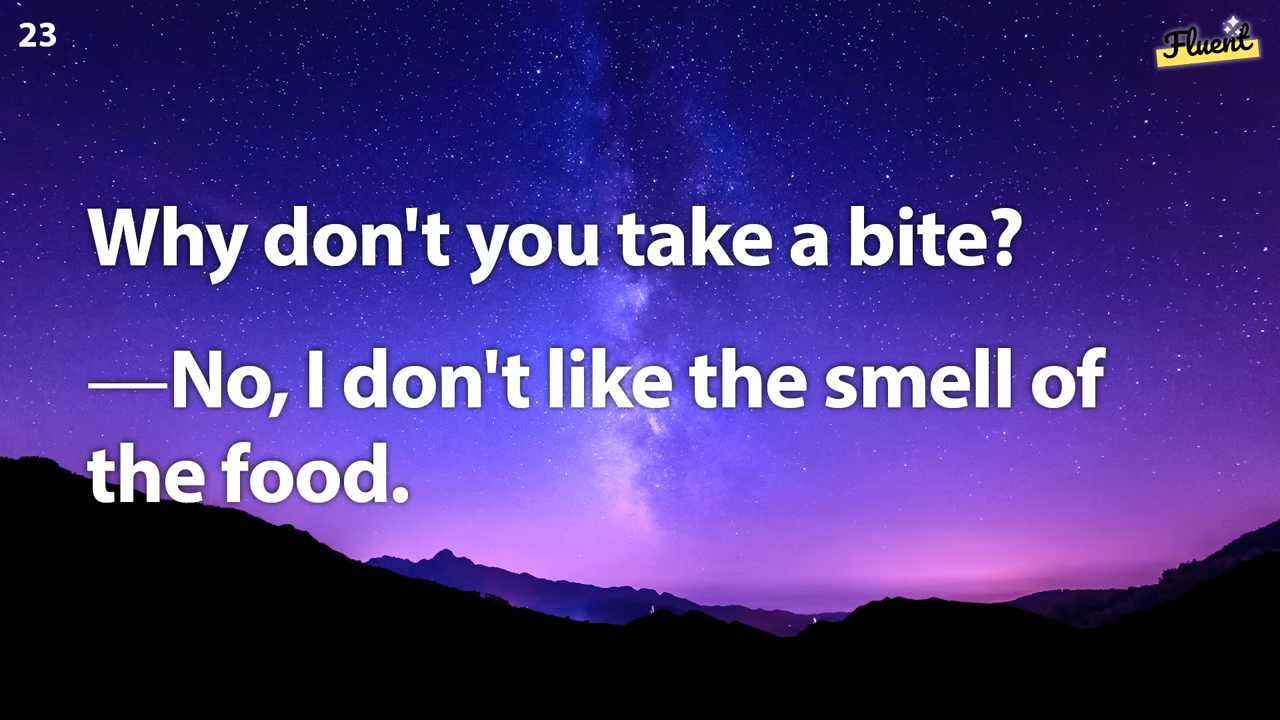 23
Fluent
Why don't you take a bite?
—No, I don't like the smell of
the food.